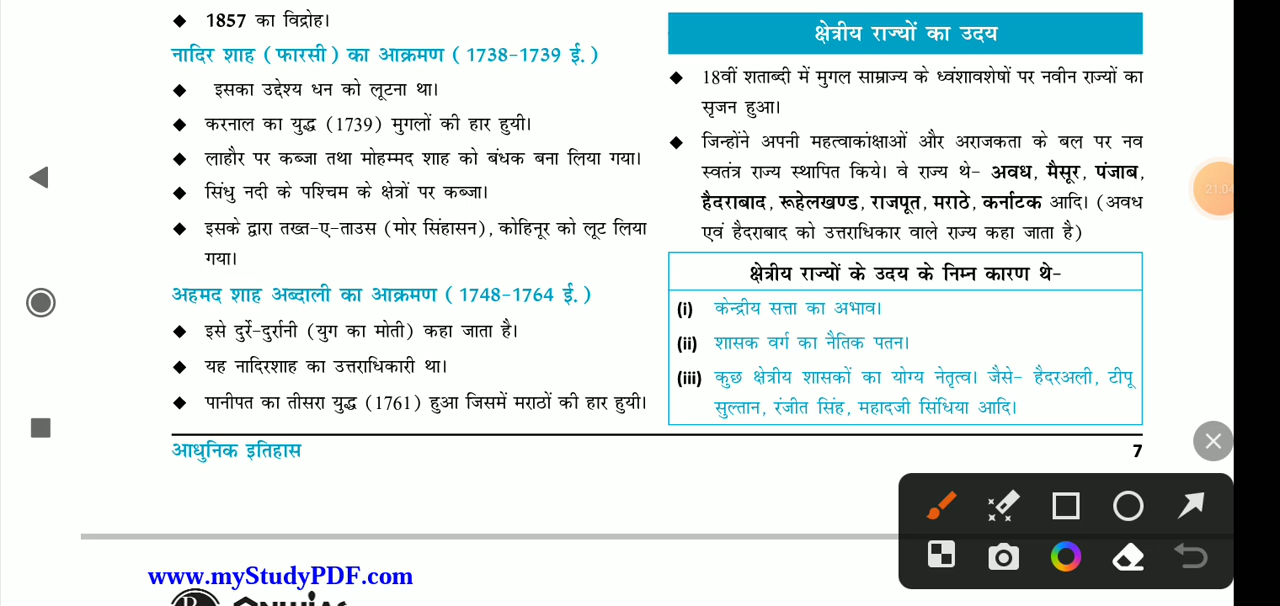 ◆ 1857 का विद्रोह।
नादिर शाह (फारसी) का आक्रमण (1738-1739 ई.)
◆ इसका उद्देश्य धन को लूटना था।
◆ करनाल का युद्ध (1739) मुगलों की हार हुयी।
◆ लाहौर पर कब्जा तथा मोहम्मद शाह को बंधक बना लिया गया।
◆ सिंधु नदी के पश्चिम के क्षेत्रों पर कब्जा।
◆ इसके द्वारा तख्त-ए-ताउस (मोर सिंहासन), कोहिनूर को लूट लिया
गया।
अहमद शाह अब्दाली का आक्रमण (1748-1764 ई.)
◆ इसे दुर्रे-दुर्रानी (युग का मोती) कहा जाता है।
◆ यह नादिरशाह का उत्तराधिकारी था।
◆ पानीपत का तीसरा युद्ध (1761) हुआ जिसमें मराठों की हार हुयी।
क्षेत्रीय राज्यों का उदय
◆ 18वीं शताब्दी में मुगल साम्राज्य के ध्वंशावशेषों पर नवीन राज्यों का
सृजन हुआ।
◆ जिन्होंने अपनी महत्वाकांक्षाओं और अराजकता के बल पर नव
स्वतंत्र राज्य स्थापित किये। वे राज्य थे- अवध, मैसूर, पंजाब,
हैदराबाद, रूहेलखण्ड, राजपूत, मराठे, कर्नाटक आदि। (अवध
एवं हैदराबाद को उत्तराधिकार वाले राज्य कहा जाता है)
क्षेत्रीय राज्यों के उदय के निम्न कारण थे-
(i) केन्द्रीय सत्ता का अभाव।
(ii) शासक वर्ग का नैतिक पतन।
(iii) कुछ क्षेत्रीय शासकों का योग्य नेतृत्व। जैसे- हैदरअली, टीपू
सुल्तान, रंजीत सिंह, महादजी सिंधिया आदि।
आधुनिक इतिहास
7
21:04
www.myStudyPDF.com